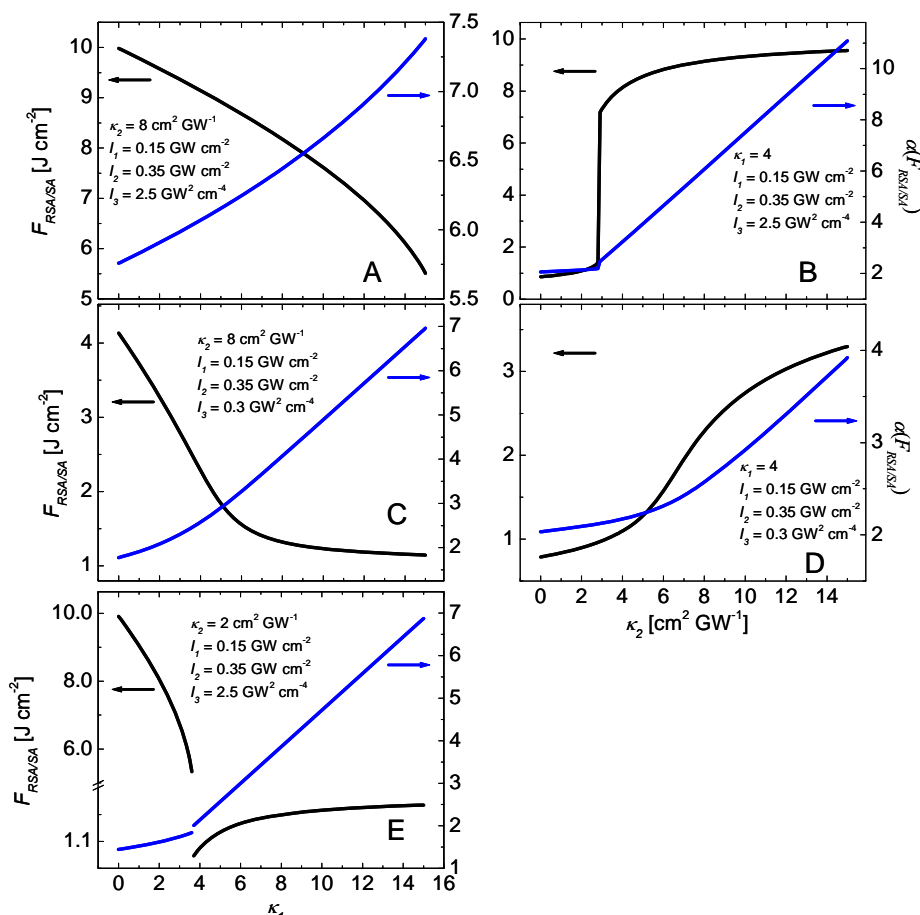 F_RSA/SA [J cm⁻²]
10
9
8
7
6
5
κ₂ = 8 cm² GW⁻¹
I₁ = 0.15 GW cm⁻²
I₂ = 0.35 GW cm⁻²
I₃ = 2.5 GW² cm⁻⁴
A
7.5
7.0
6.5
6.0
5.5
10
9
8
7
6
5
4
3
2
1
0
κ₁ = 4
I₁ = 0.15 GW cm⁻²
I₂ = 0.35 GW cm⁻²
I₃ = 2.5 GW² cm⁻⁴
B
10
8
6
4
2
α(F_RSA/SA)
F_RSA/SA [J cm⁻²]
4
3
2
1
κ₂ = 8 cm² GW⁻¹
I₁ = 0.15 GW cm⁻²
I₂ = 0.35 GW cm⁻²
I₃ = 0.3 GW² cm⁻⁴
C
7
6
5
4
3
2
3
2
1
κ₁ = 4
I₁ = 0.15 GW cm⁻²
I₂ = 0.35 GW cm⁻²
I₃ = 0.3 GW² cm⁻⁴
D
4
3
2
α(F_RSA/SA)
0 2 4 6 8 10 12 14 16
κ₂ [cm² GW⁻¹]
F_RSA/SA [J cm⁻²]
10.0
8.0
6.0
1.1
κ₂ = 2 cm² GW⁻¹
I₁ = 0.15 GW cm⁻²
I₂ = 0.35 GW cm⁻²
I₃ = 2.5 GW² cm⁻⁴
E
7
6
5
4
3
2
1
0 2 4 6 8 10 12 14 16